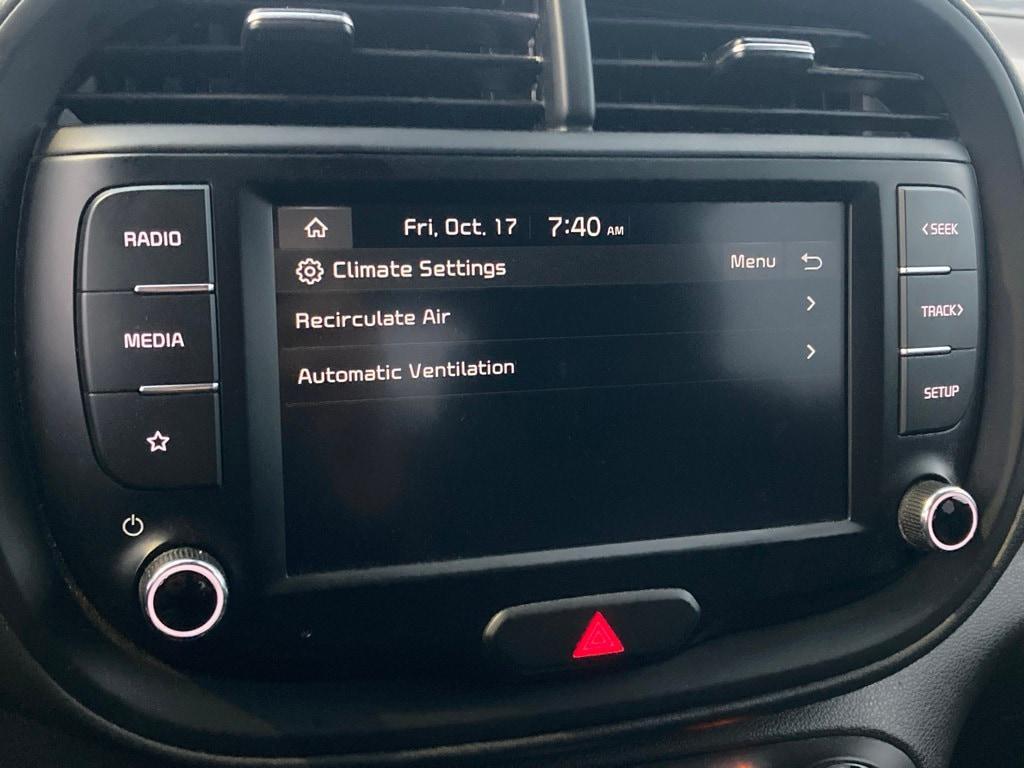 RADIO
MEDIA
Fri, Oct. 17 7:40 AM
Climate Settings Menu
Recirculate Air
Automatic Ventilation
<SEEK
TRACK>
SETUP